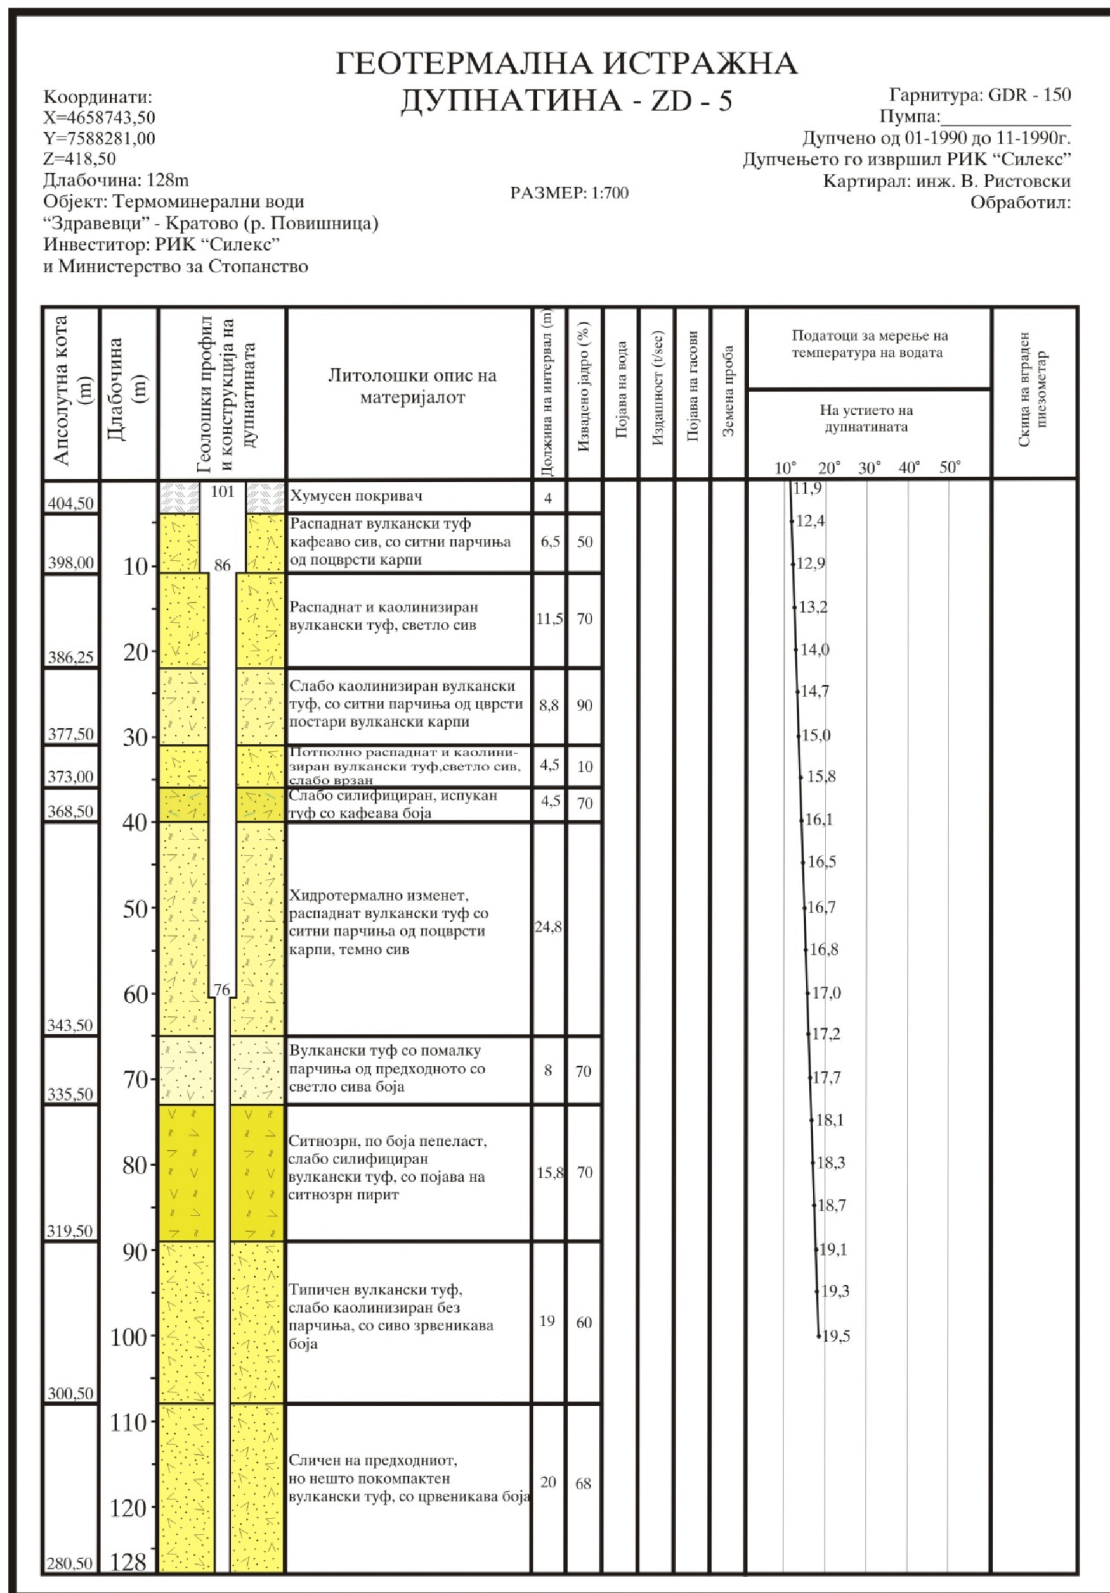 ГЕОТЕРМАЛНА ИСТРАЖНА
ДУПНАТИНА - ZD - 5
Координати:
X=4658743,50
Y=7588281,00
Z=418,50
Длабочина: 128m
Објект: Термоминерални води
“Здравевци” - Кратово (р. Повишница)
Инвеститор: РИК “Силекс”
и Министерство за Стопанство
РАЗМЕР: 1:700
Гарнитура: GDR - 150
Пумпа:
Дупчено од 01-1990 до 11-1990г.
Дупчењето го извршил РИК “Силекс”
Картирал: инж. В. Ристовски
Обработил:
Апсолутна кота
(m)
Длабочина
(m)
Геолошки профил
и конструкција на
дупнатината
Литолошки опис на
материјалот
Должина на интервал (m)
Извадено јадро (%)
Појава на вода
Издашност (t/sec)
Појава на гасови
Земена проба
Податоци за мерење на
температура на водата
На устието на
дупнатината
10° 20° 30° 40° 50°
Скица на вграден
пиезометар
404,50
101
Хумусен покривач
4
398,00
10
86
Распаднат вулкански туф
кафеаво сив, со ситни парчиња
од поцврсти карпи
6,5
50
386,25
20
Распаднат и каолинизиран
вулкански туф, светло сив
11,5
70
377,50
30
Слабо каолинизиран вулкански
туф, со ситни парчиња од цврсти
постари вулкански карпи
8,8
90
373,00
Потполно распаднат и каолини-
зиран вулкански туф,светло сив,
слабо врзан
4,5
10
368,50
40
Слабо силифициран, испукан
туф со кафеава боја
4,5
70
343,50
50
60
76
Хидротермално изменет,
распаднат вулкански туф со
ситни парчиња од поцврсти
карпи, темно сив
24,8
335,50
70
Вулкански туф со помалку
парчиња од предходното со
светло сива боја
8
70
319,50
80
Ситнозрн, по боја пепеласт,
слабо силифициран
вулкански туф, со појава на
ситнозрн пирит
15,8
70
300,50
90
100
Типичен вулкански туф,
слабо каолинизиран без
парчиња, со сиво зрвеникава
боја
19
60
280,50
110
120
128
Сличен на предходниот,
но нешто покомпактен
вулкански туф, со црвеникава боја
20
68
11,9
12,4
12,9
13,2
14,0
14,7
15,0
15,8
16,1
16,5
16,7
16,8
17,0
17,2
17,7
18,1
18,3
18,7
19,1
19,3
19,5